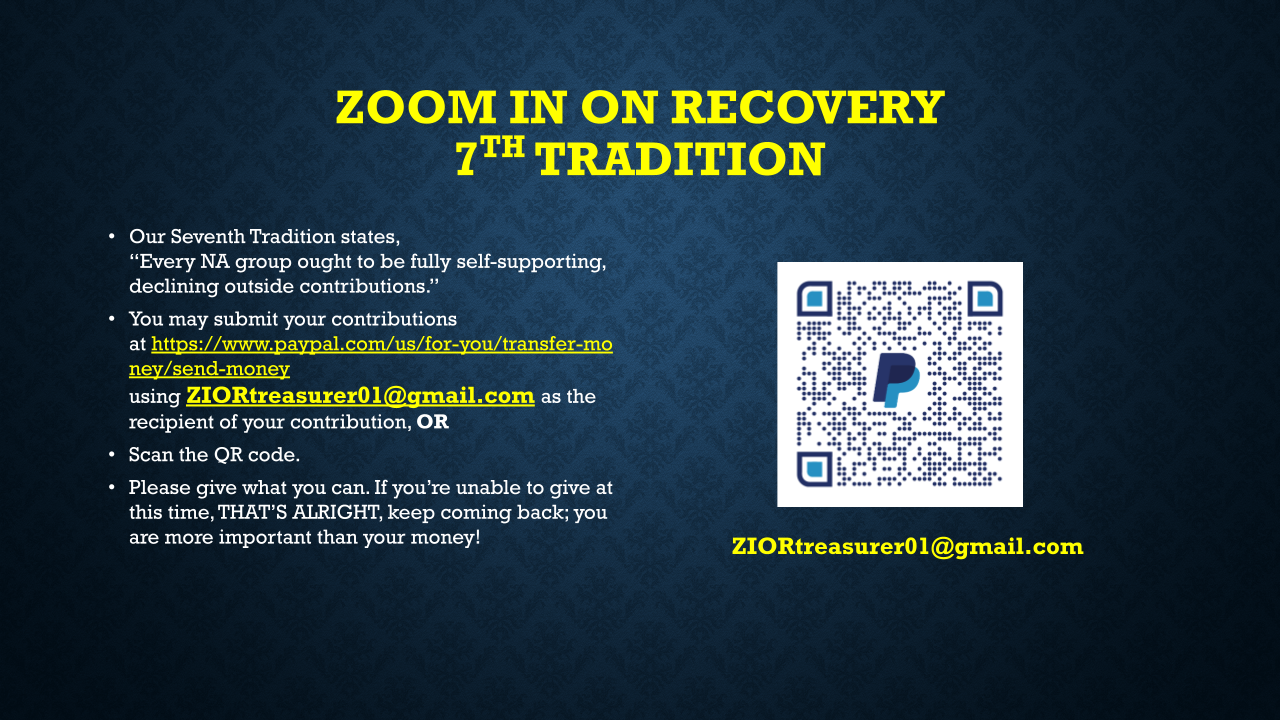 ZOOM IN ON RECOVERY
7TH TRADITION
• Our Seventh Tradition states,
“Every NA group ought to be fully self-supporting,
declining outside contributions.”
• You may submit your contributions
at https://www.paypal.com/us/for-you/transfer-mo
ney/send-money
using ZIORtreasurer01@gmail.com as the
recipient of your contribution, OR
• Scan the QR code.
• Please give what you can. If you’re unable to give at
this time, THAT’S ALRIGHT, keep coming back; you
are more important than your money!
ZIORtreasurer01@gmail.com